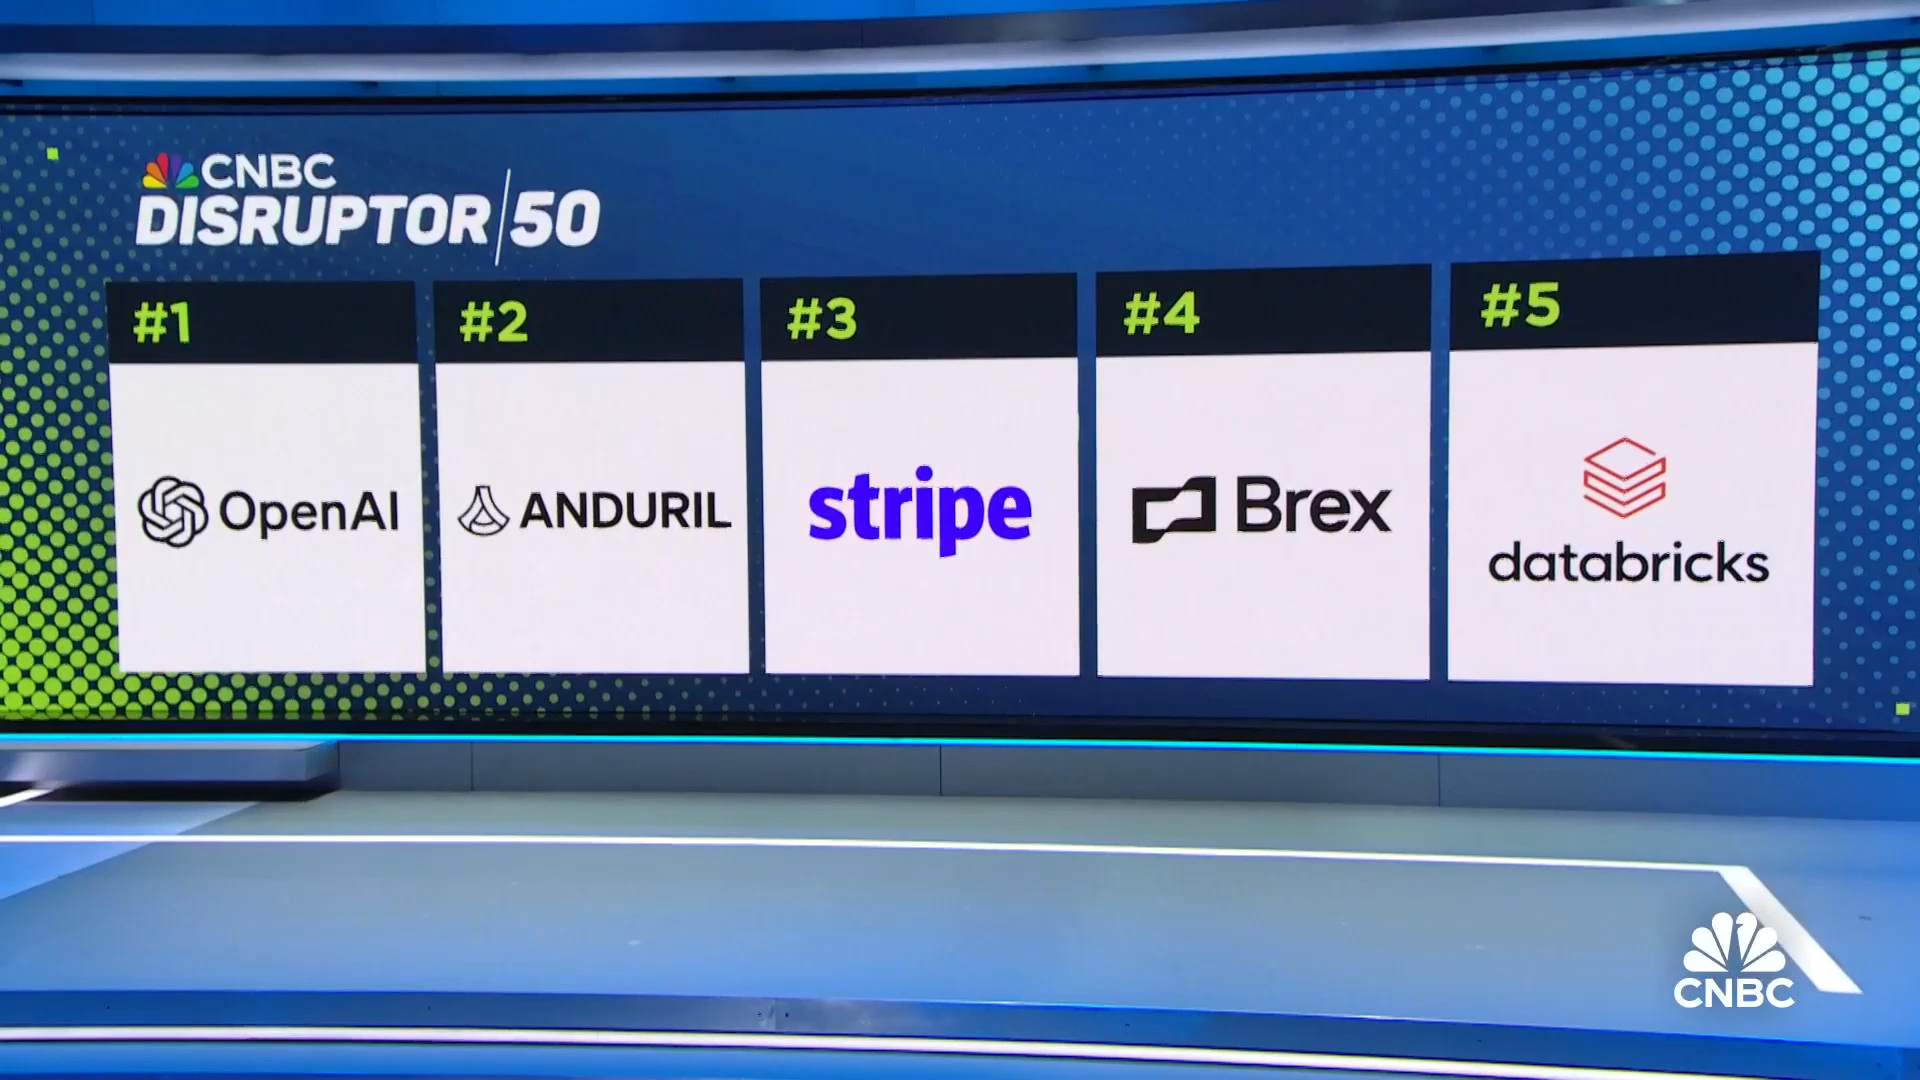 CNBC
DISRUPTOR/50
#1
#2
#3
#4
#5
OpenAI
ANDURIL
stripe
Brex
databricks
CNBC